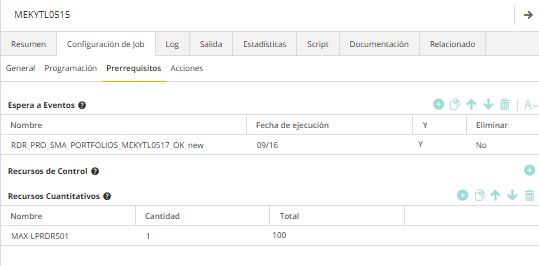 MEKYTL0515
Resumen Configuración de Job Log Salida Estadísticas Script Documentación Relacionado
General Programación Prerrequisitos Acciones
Espera a Eventos ? A
Nombre Fecha de ejecución Y Eliminar
RDR_PRO_SMA_PORTFOLIOS_MEKYTL0517_OK_new 09/16 Y No
Recursos de Control ?
Recursos Cuantitativos ?
Nombre Cantidad Total
MAX-LPRDR501 1 100